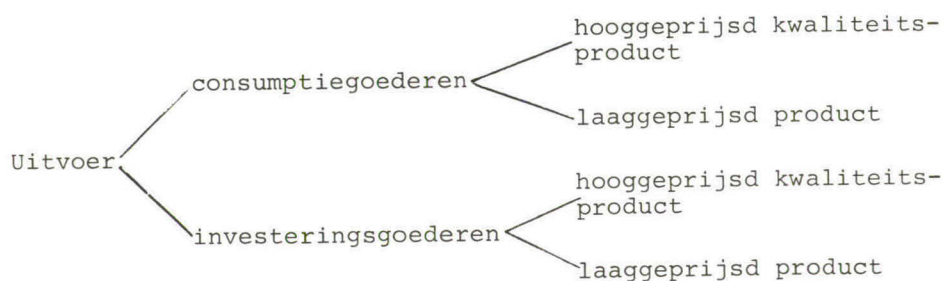 hooggeprijsd kwaliteits-
product
consumptiegoederen
laaggeprijsd product
Uitvoer
hooggeprijsd kwaliteits-
product
investeringsgoederen
laaggeprijsd product